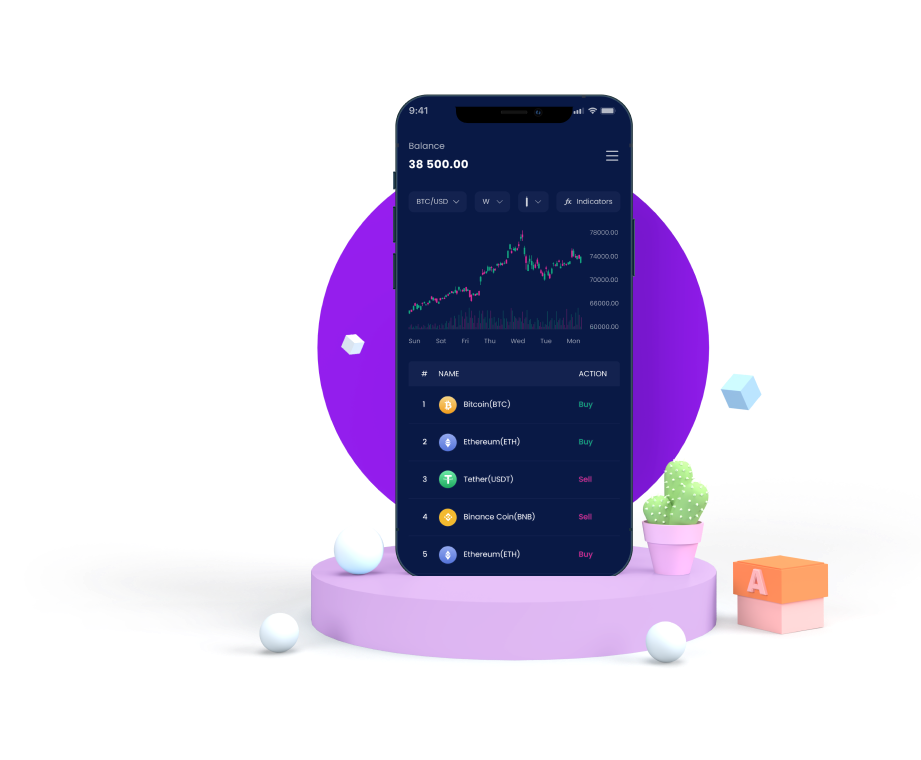 9:41
Balance
38 500.00
BTC/USD W fx Indicators
78000.00
74000.00
70000.00
66000.00
60000.00
Sun Sat Fri Thu Wed Tue Mon
# NAME ACTION
1 Bitcoin(BTC) Buy
2 Ethereum(ETH) Buy
3 Tether(USDT) Sell
4 Binance Coin(BNB) Sell
5 Ethereum(ETH) Buy
A